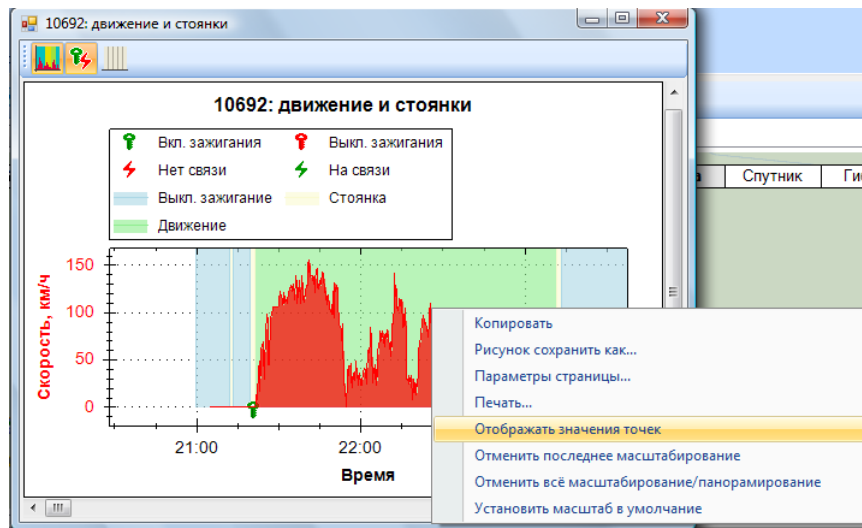 10692: движение и стоянки
10692: движение и стоянки
Вкл. зажигания Выкл. зажигания
Нет связи На связи
Выкл. зажигание Стоянка
Движение
Спутник
Скорость, км/ч
150
100
50
0
21:00 22:00
Время
Копировать
Рисунок сохранить как...
Параметры страницы...
Печать...
Отображать значения точек
Отменить последнее масштабирование
Отменить всё масштабирование/панорамирование
Установить масштаб в умолчание